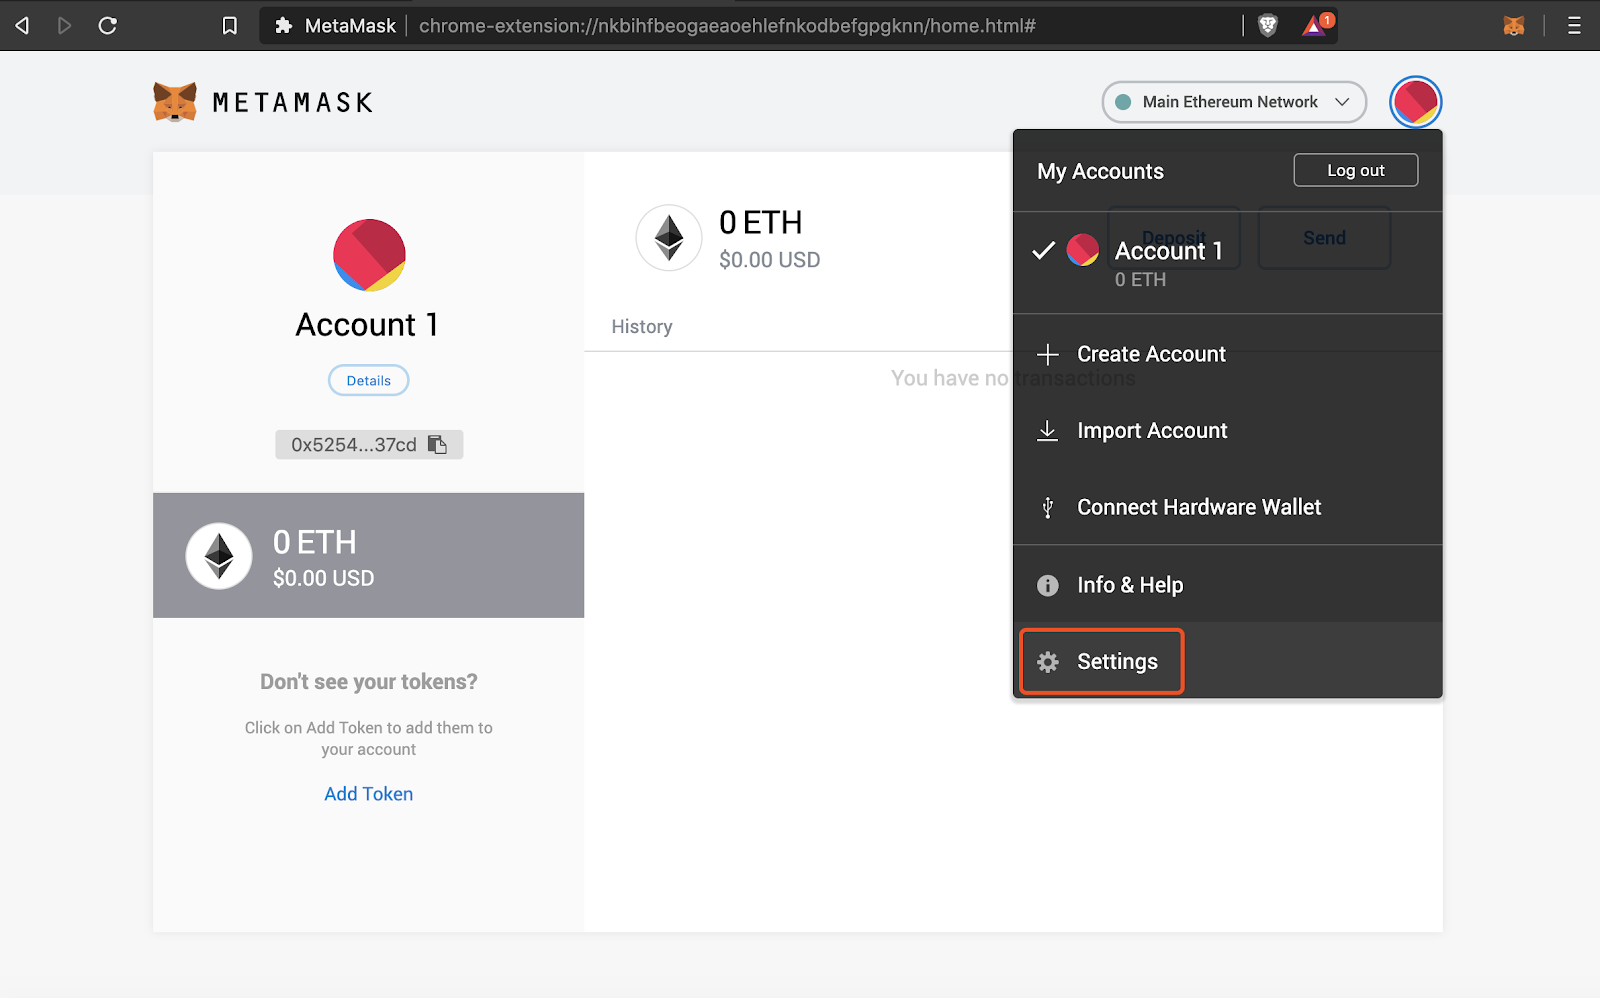 MetaMask
chrome-extension://nkbihfbeogaeaoehlefnkodbefgpgknn/home.html#
1
METAMASK
Main Ethereum Network
Account 1
Details
0x5254...37cd
0 ETH
$0.00 USD
Don't see your tokens?
Click on Add Token to add them to
your account
Add Token
0 ETH
$0.00 USD
Deposit
Send
History
You have no transactions
My Accounts
Log out
Account 1
0 ETH
Create Account
Import Account
Connect Hardware Wallet
Info & Help
Settings